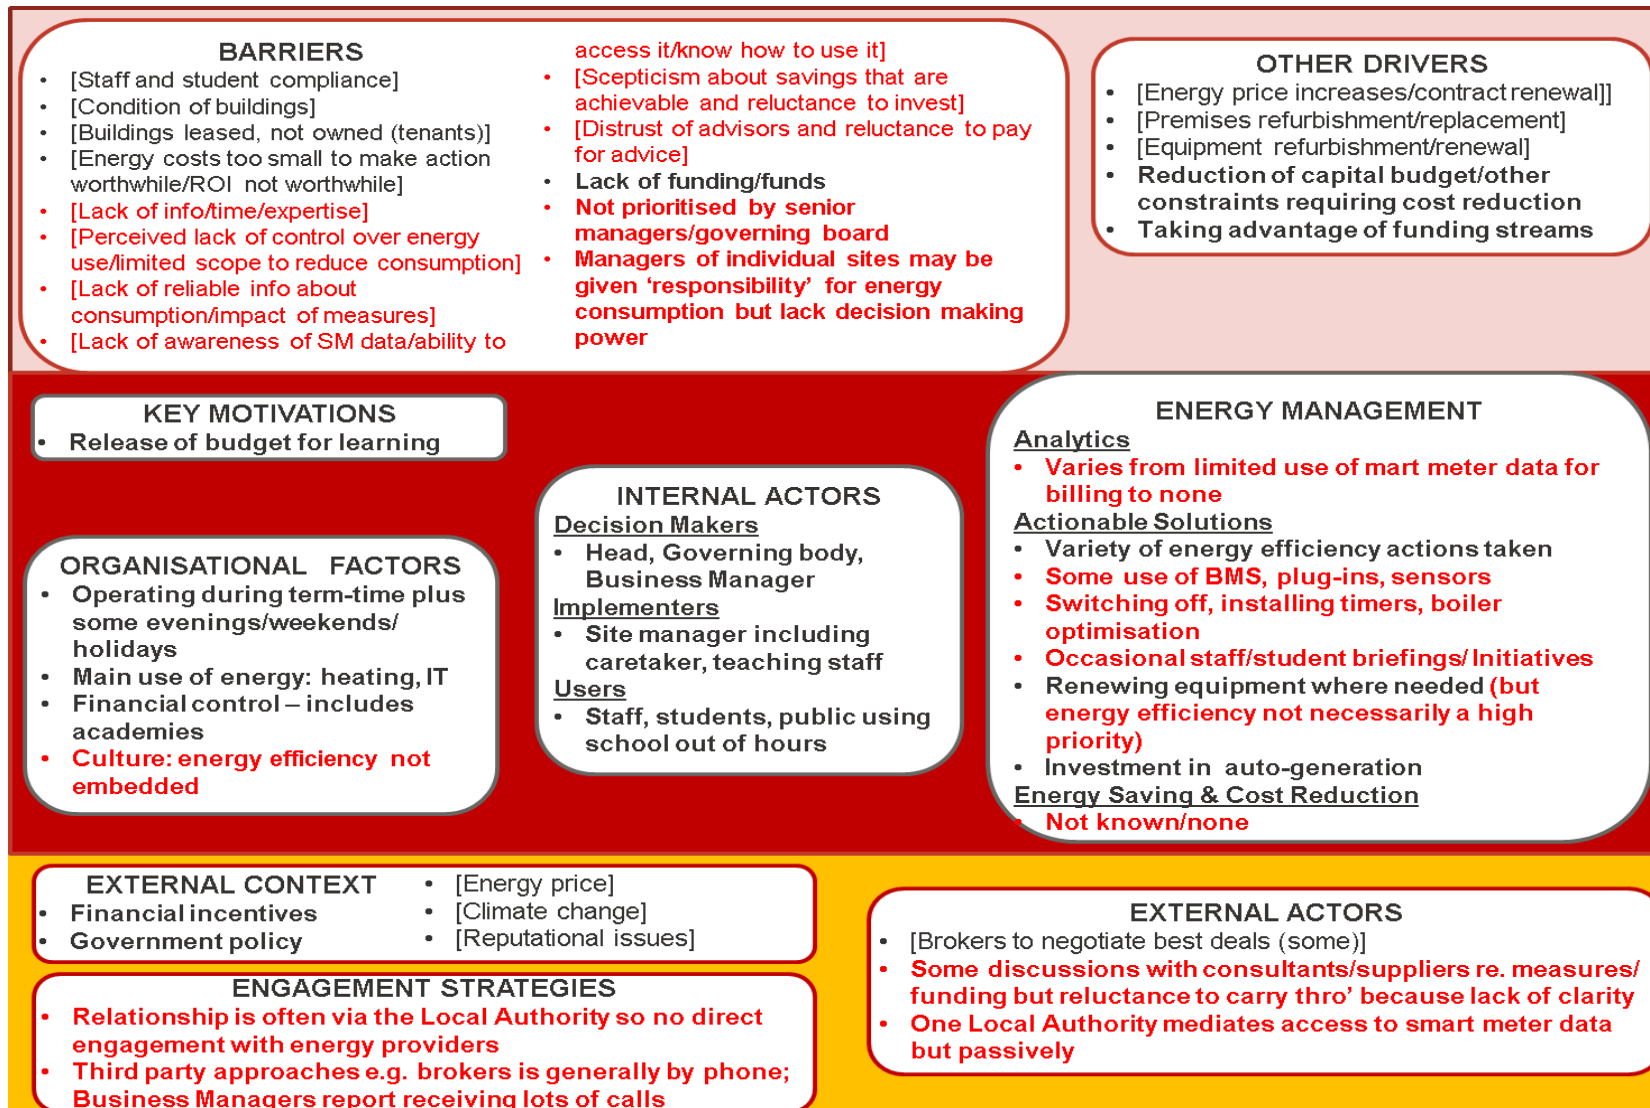 BARRIERS
• [Staff and student compliance]
• [Condition of buildings]
• [Buildings leased, not owned (tenants)]
• [Energy costs too small to make action
worthwhile/ROI not worthwhile]
• [Lack of info/time/expertise]
• [Perceived lack of control over energy
use/limited scope to reduce consumption]
• [Lack of reliable info about
consumption/impact of measures]
• [Lack of awareness of SM data/ability to
access it/know how to use it]
• [Scepticism about savings that are
achievable and reluctance to invest]
• [Distrust of advisors and reluctance to pay
for advice]
• Lack of funding/funds
• Not prioritised by senior
managers/governing board
• Managers of individual sites may be
given ‘responsibility’ for energy
consumption but lack decision making
power
OTHER DRIVERS
• [Energy price increases/contract renewal]]
• [Premises refurbishment/replacement]
• [Equipment refurbishment/renewal]
• Reduction of capital budget/other
constraints requiring cost reduction
• Taking advantage of funding streams
KEY MOTIVATIONS
• Release of budget for learning
ORGANISATIONAL FACTORS
• Operating during term-time plus
some evenings/weekends/
holidays
• Main use of energy: heating, IT
• Financial control – includes
academies
• Culture: energy efficiency not
embedded
INTERNAL ACTORS
Decision Makers
• Head, Governing body,
Business Manager
Implementers
• Site manager including
caretaker, teaching staff
Users
• Staff, students, public using
school out of hours
ENERGY MANAGEMENT
Analytics
• Varies from limited use of mart meter data for
billing to none
Actionable Solutions
• Variety of energy efficiency actions taken
• Some use of BMS, plug-ins, sensors
• Switching off, installing timers, boiler
optimisation
• Occasional staff/student briefings/ Initiatives
• Renewing equipment where needed (but
energy efficiency not necessarily a high
priority)
• Investment in auto-generation
Energy Saving & Cost Reduction
• Not known/none
EXTERNAL CONTEXT
• Financial incentives
• Government policy
• [Energy price]
• [Climate change]
• [Reputational issues]
ENGAGEMENT STRATEGIES
• Relationship is often via the Local Authority so no direct
engagement with energy providers
• Third party approaches e.g. brokers is generally by phone;
Business Managers report receiving lots of calls
EXTERNAL ACTORS
• [Brokers to negotiate best deals (some)]
• Some discussions with consultants/suppliers re. measures/
funding but reluctance to carry thro’ because lack of clarity
• One Local Authority mediates access to smart meter data
but passively